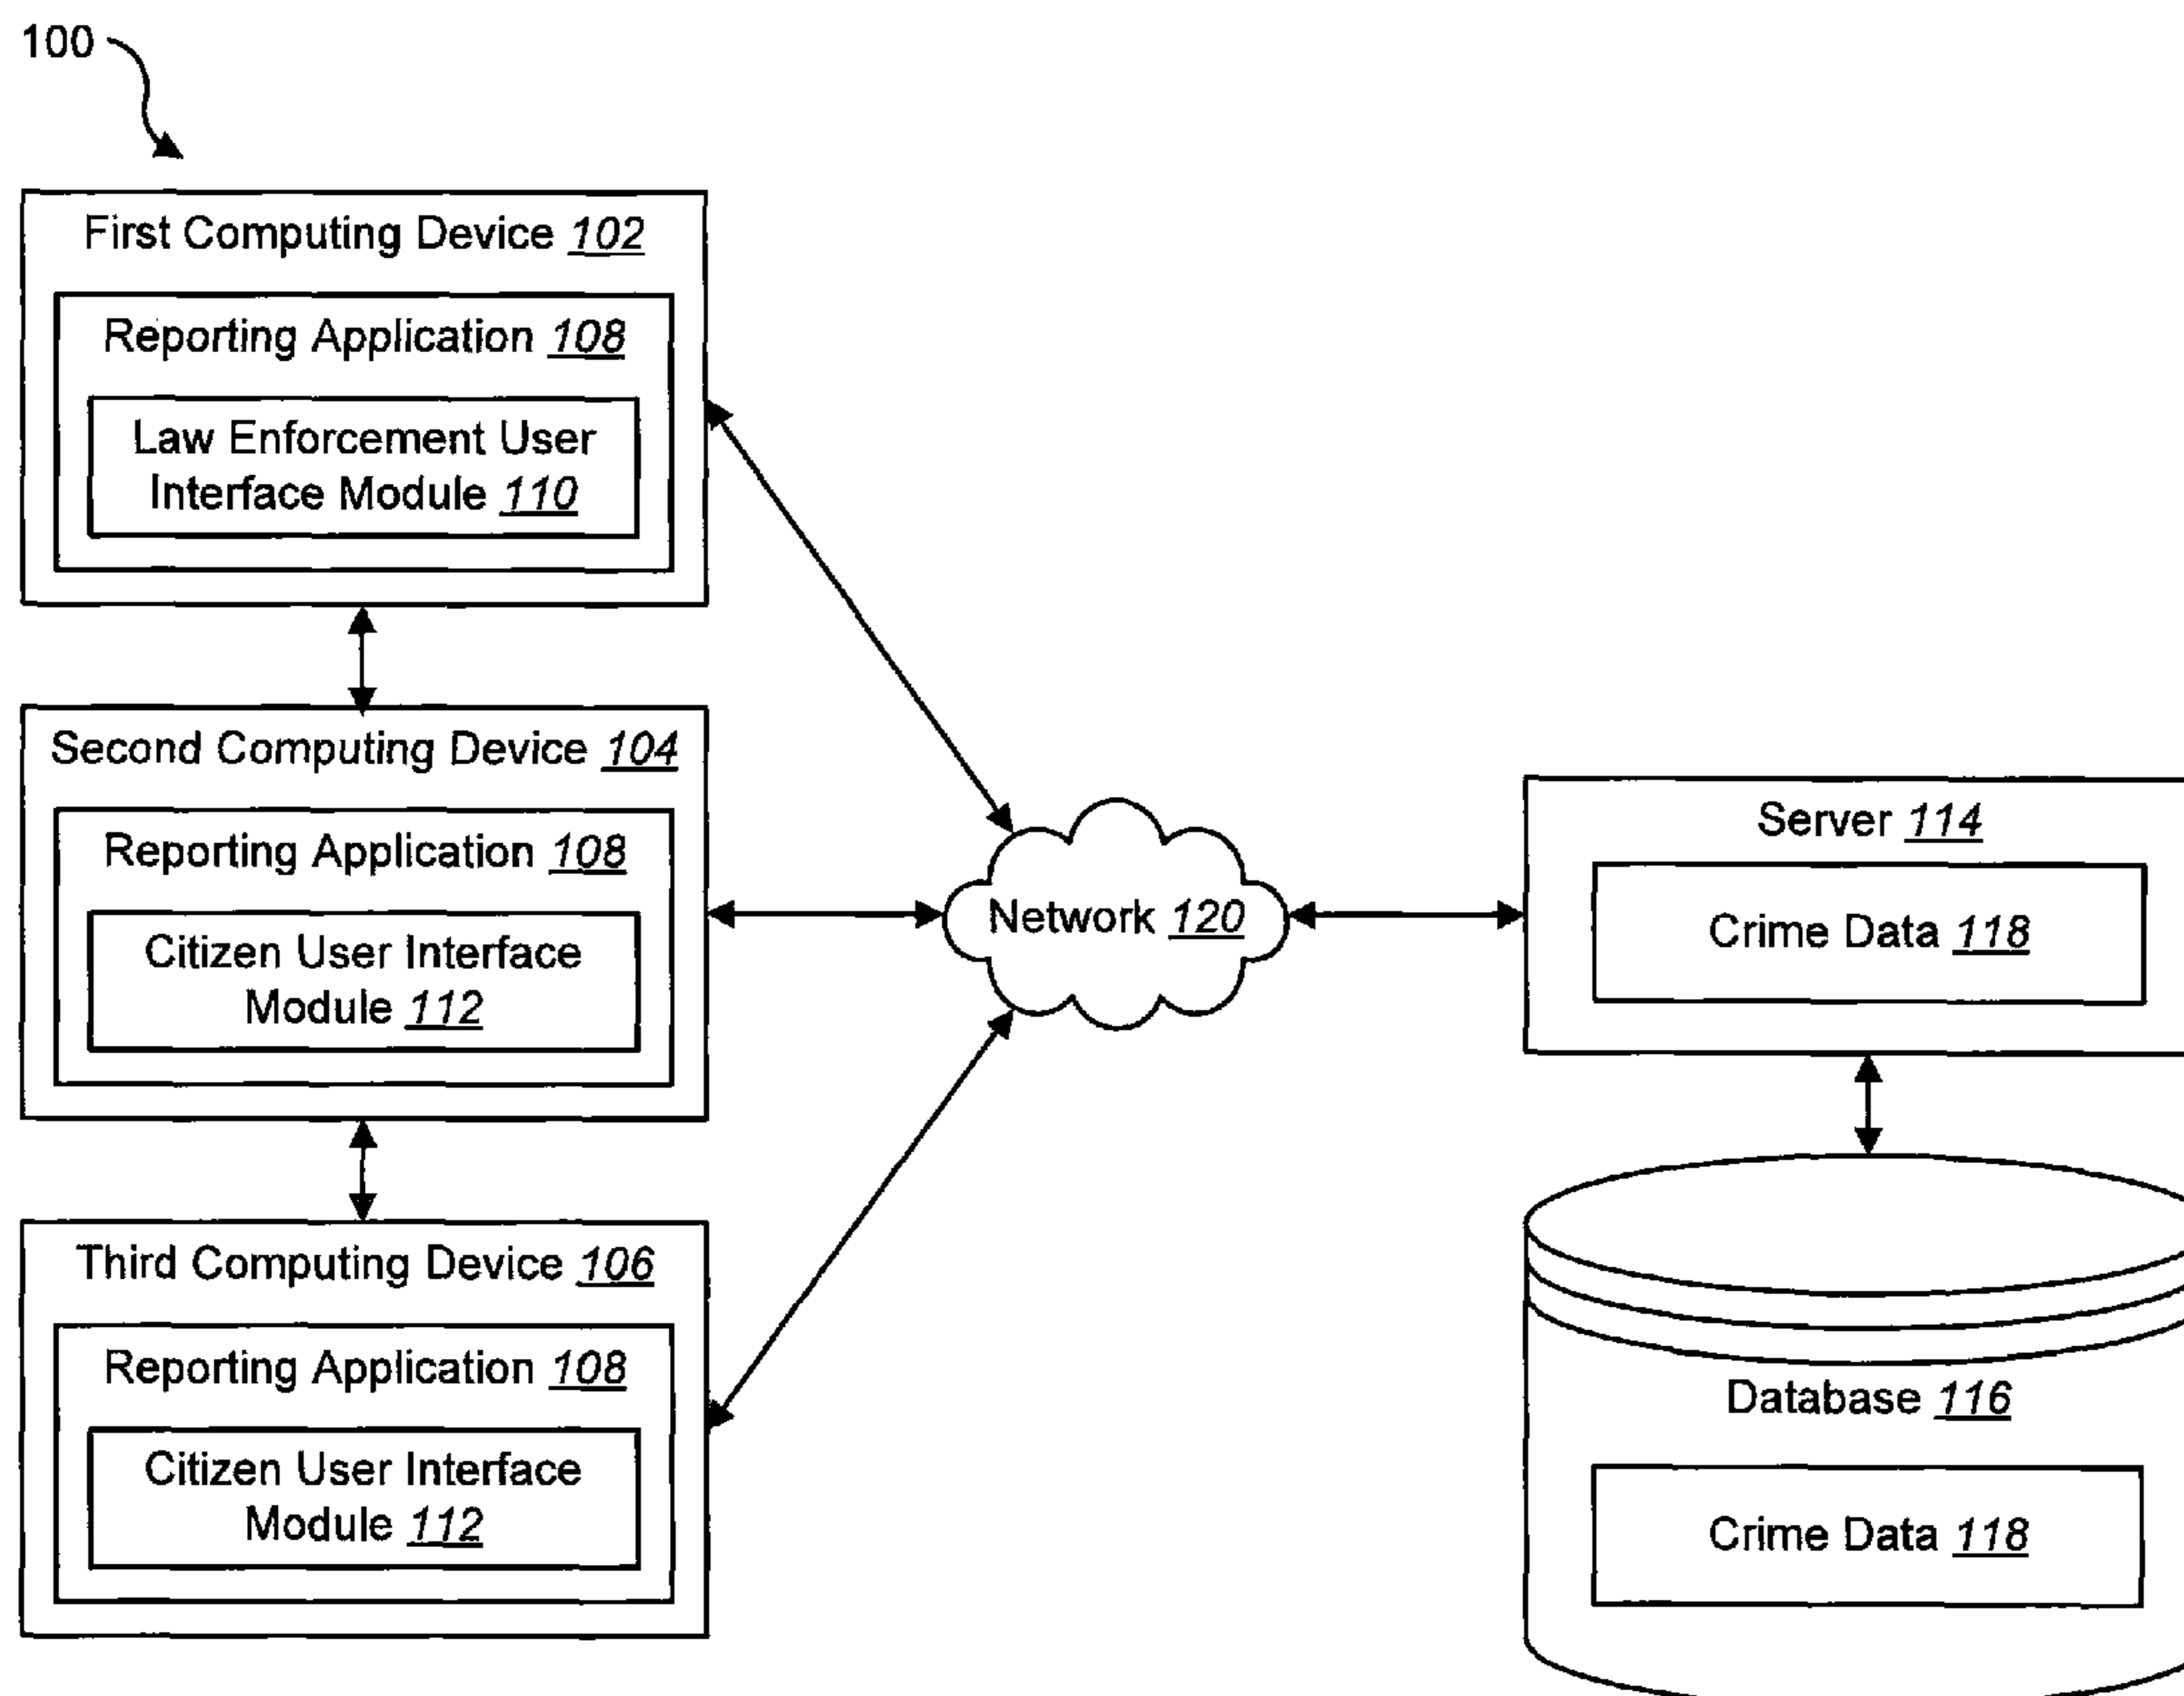 100
First Computing Device 102
Reporting Application 108
Law Enforcement User
Interface Module 110
Second Computing Device 104
Reporting Application 108
Citizen User Interface
Module 112
Third Computing Device 106
Reporting Application 108
Citizen User Interface
Module 112
Network 120
Server 114
Crime Data 118
Database 116
Crime Data 118